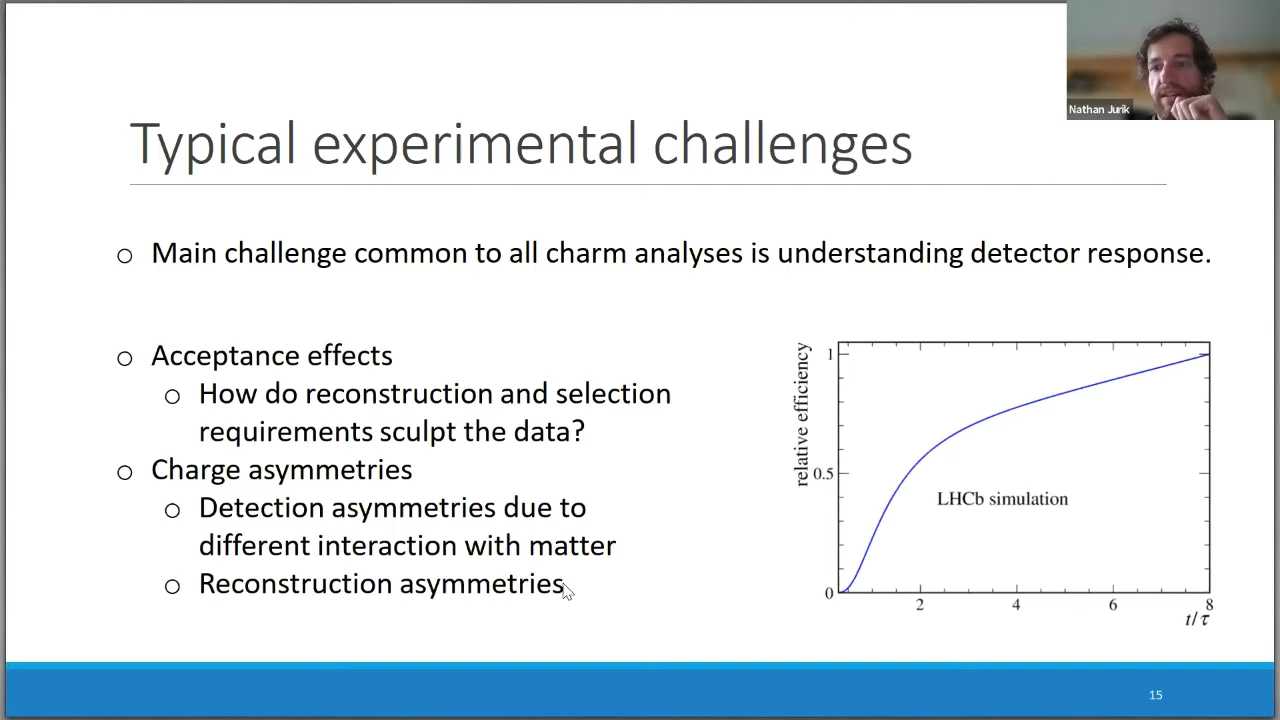 Nathan Jurik
Typical experimental challenges
o Main challenge common to all charm analyses is understanding detector response.
o Acceptance effects
o How do reconstruction and selection
requirements sculpt the data?
o Charge asymmetries
o Detection asymmetries due to
different interaction with matter
o Reconstruction asymmetries
relative efficiency
1
0.5
0
LHCb simulation
2 4 6 8
t/τ
15